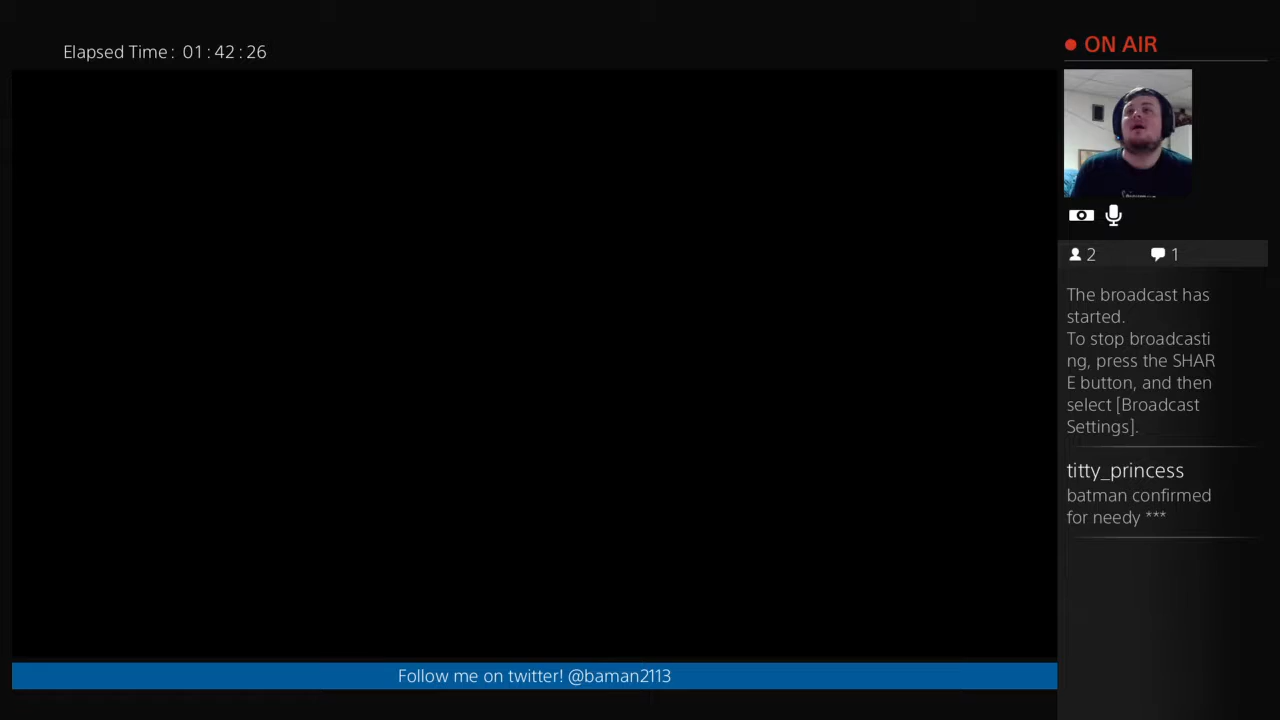 Elapsed Time: 01:42:26
ON AIR
2 1
The broadcast has
started.
To stop broadcasti
ng, press the SHAR
E button, and then
select [Broadcast
Settings].
titty_princess
batman confirmed
for needy ***
Follow me on twitter! @baman2113